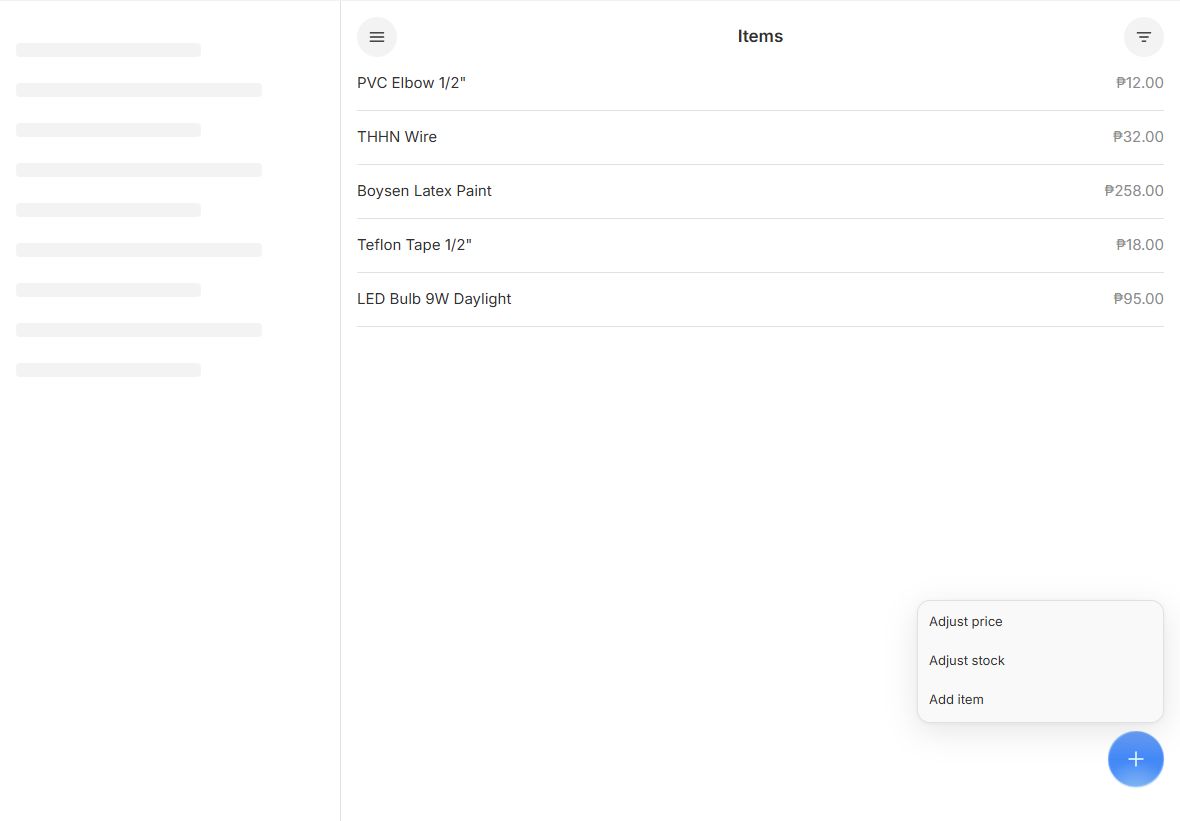 Items
PVC Elbow 1/2" ₱12.00
THHN Wire ₱32.00
Boysen Latex Paint ₱258.00
Teflon Tape 1/2" ₱18.00
LED Bulb 9W Daylight ₱95.00
Adjust price
Adjust stock
Add item